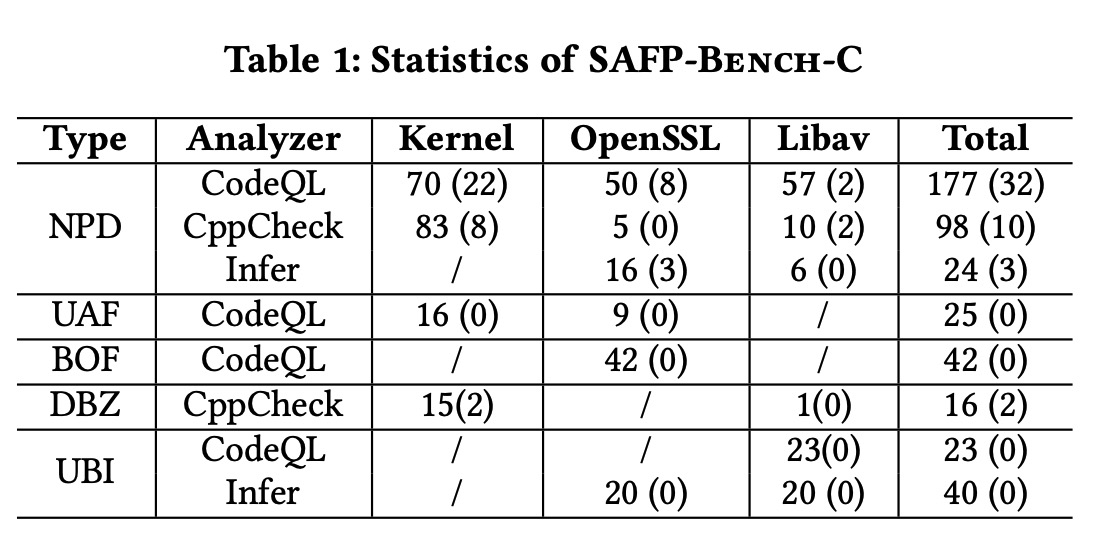 Table 1: Statistics of SAFP-BENCH-C
Type Analyzer Kernel OpenSSL Libav Total
NPD CodeQL 70 (22) 50 (8) 57 (2) 177 (32)
CppCheck 83 (8) 5 (0) 10 (2) 98 (10)
Infer / 16 (3) 6 (0) 24 (3)
UAF CodeQL 16 (0) 9 (0) / 25 (0)
BOF CodeQL / 42 (0) / 42 (0)
DBZ CppCheck 15(2) / 1(0) 16 (2)
UBI CodeQL / / 23(0) 23 (0)
Infer / 20 (0) 20 (0) 40 (0)